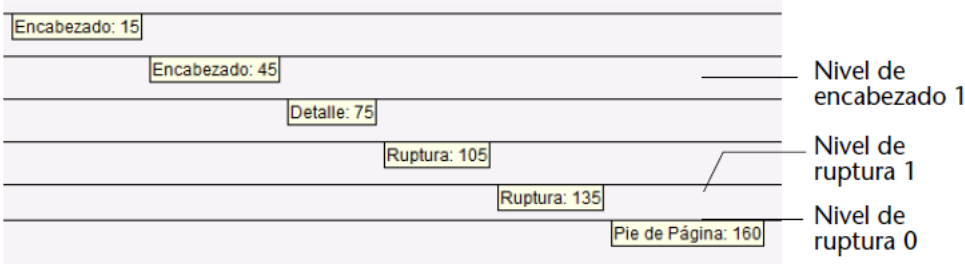 Encabezado: 15
Encabezado: 45
Nivel de
encabezado 1
Detalle: 75
Ruptura: 105
Nivel de
ruptura 1
Ruptura: 135
Nivel de
ruptura 0
Pie de Página: 160